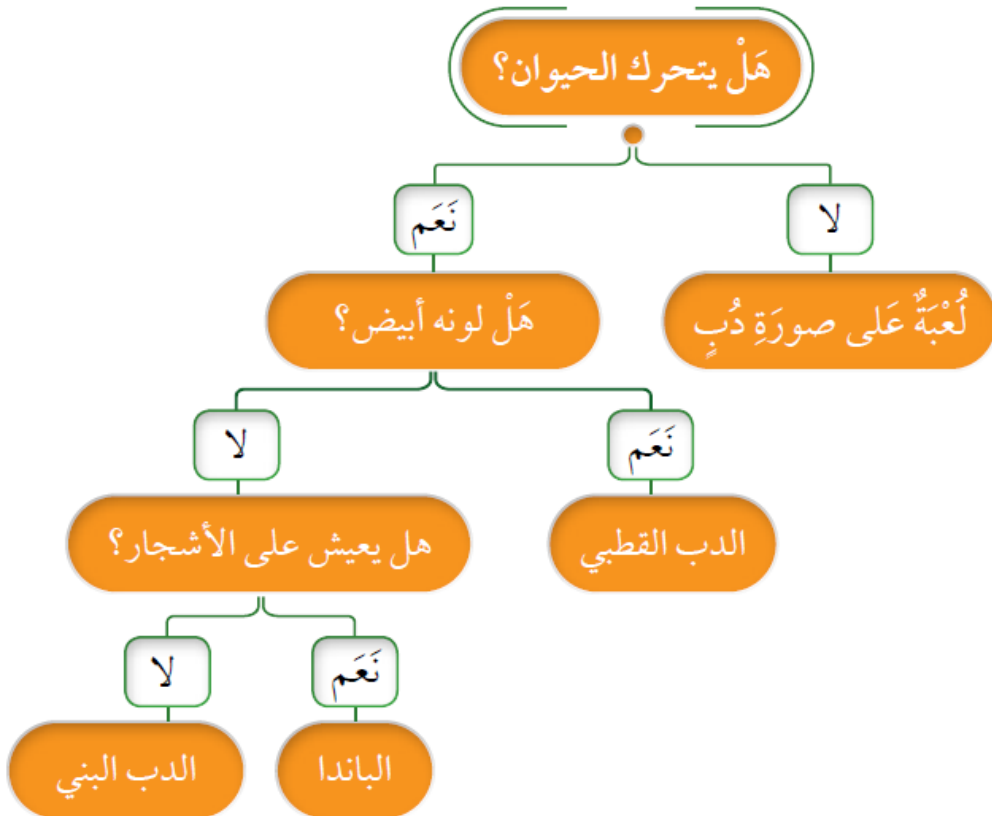 هَلْ يتحرك الحيوان؟
لا
نَعَم
لُعْبَةٌ عَلى صورَةِ دُبٍ
هَلْ لونه أبيض؟
نَعَم
لا
الدب القطبي
هل يعيش على الأشجار؟
نَعَم
لا
الباندا
الدب البني